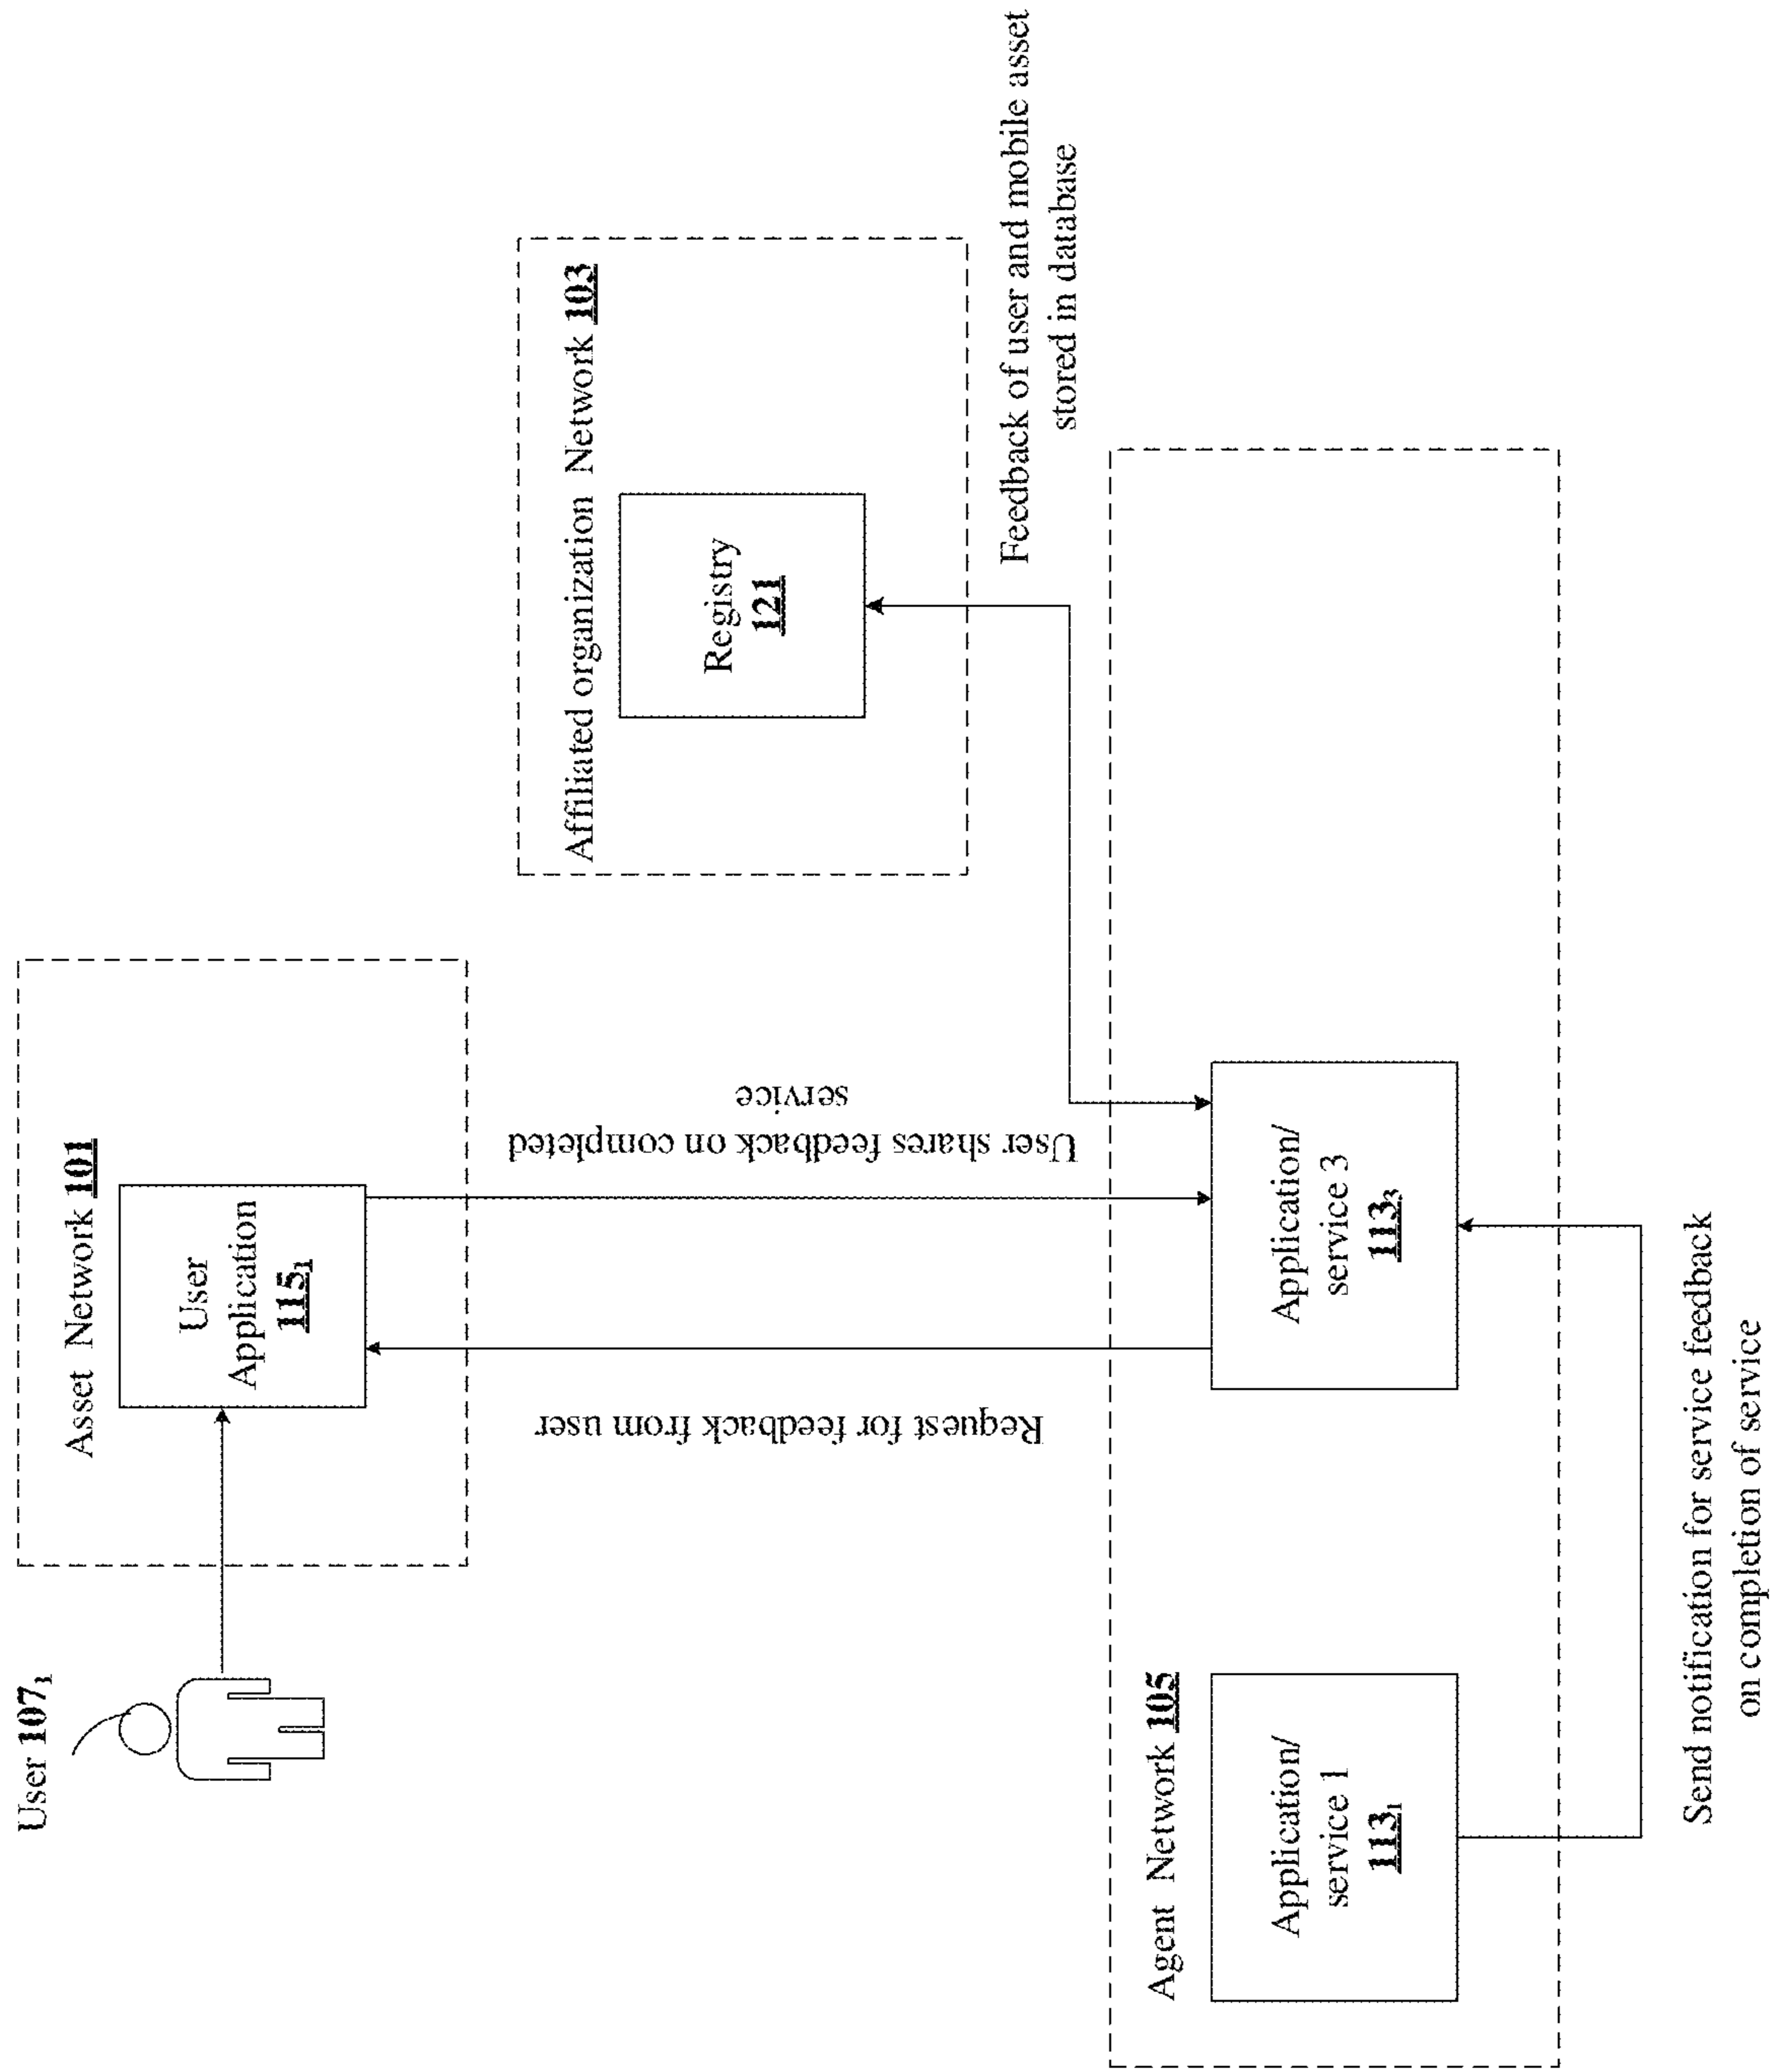 User 107₁
Asset Network 101
User
Application
115₁
Affiliated organization Network 103
Registry
121
Request for feedback from user
User shares feedback on completed
service
Feedback of user and mobile asset
stored in database
Agent Network 105
Application/
service 1
113₁
Application/
service 3
113₃
Send notification for service feedback
on completion of service